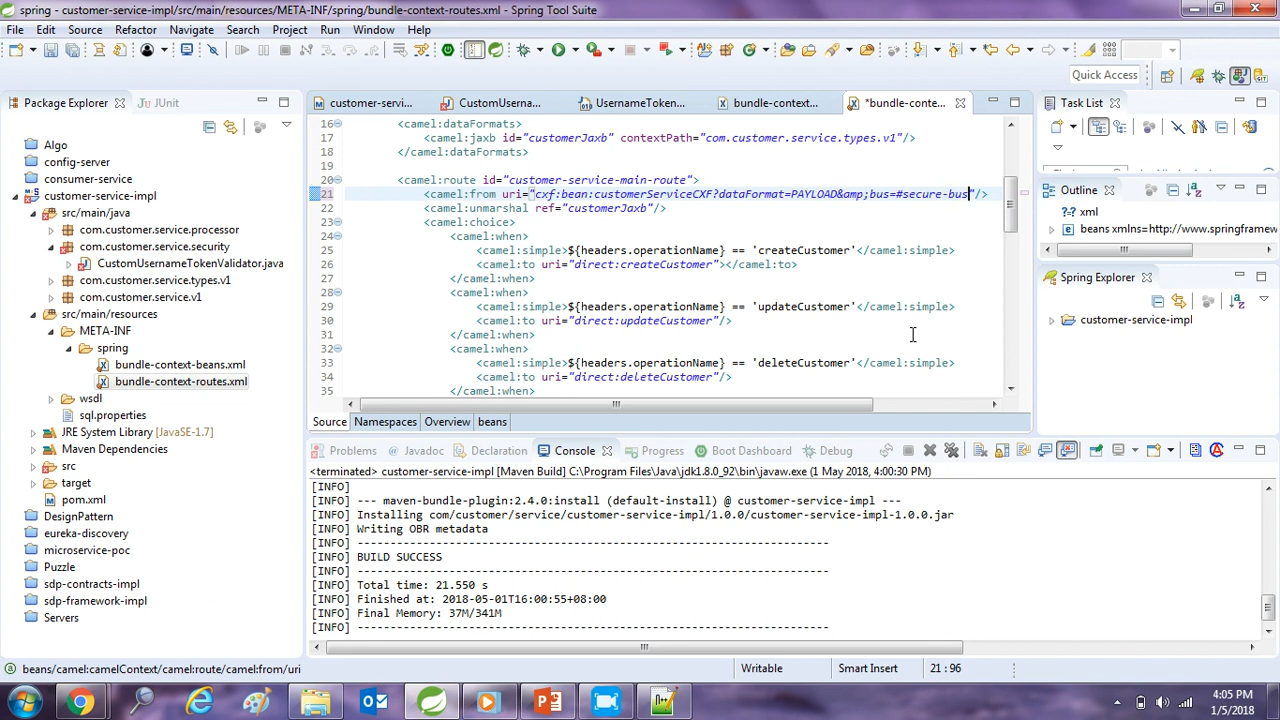 spring - customer-service-impl/src/main/resources/META-INF/spring/bundle-context-routes.xml - Spring Tool Suite
File Edit Source Refactor Navigate Search Project Run Window Help
Quick Access
Package Explorer
JUnit
Algo
config-server
consuming-service
customer-service-impl
src/main/java
com.customer.service.processor
com.customer.service.security
CustomUsernameTokenValidator.java
com.customer.service.types.v1
com.customer.service.v1
src/main/resources
META-INF
spring
bundle-context-beans.xml
bundle-context-routes.xml
wsdl
sql.properties
JRE System Library [JavaSE-1.7]
Maven Dependencies
src
target
pom.xml
DesignPattern
eureka-discovery
microservice-poc
Puzzle
sdp-contracts-impl
sdp-framework-impl
Servers
customer-servi... CustomUserna... UsernameToken... bundle-context... *bundle-conte...
16 <camel:dataFormats>
17 <camel:jaxb id="customerJaxb" contextPath="com.customer.service.types.v1"/>
18 </camel:dataFormats>
19
20 <camel:route id="customer-service-main-route">
21 <camel:from uri="cxf:bean:customerServiceCXF?dataFormat=PAYLOAD&amp;bus=#secure-bus"/>
22 <camel:unmarshal ref="customerJaxb"/>
23 <camel:choice>
24 <camel:when>
25 <camel:simple>${headers.operationName} == 'createCustomer'</camel:simple>
26 <camel:to uri="direct:createCustomer"></camel:to>
27 </camel:when>
28 <camel:when>
29 <camel:simple>${headers.operationName} == 'updateCustomer'</camel:simple>
30 <camel:to uri="direct:updateCustomer"/>
31 </camel:when>
32 <camel:when>
33 <camel:simple>${headers.operationName} == 'deleteCustomer'</camel:simple>
34 <camel:to uri="direct:deleteCustomer"/>
35 </camel:when>
Source Namespaces Overview beans
Task List
Outline
xml
beans xmlns=http://www.springframew
Spring Explorer
customer-service-impl
Problems Javadoc Declaration Console Progress Boot Dashboard Debug
<terminated> customer-service-impl [Maven Build] C:\Program Files\Java\jdk1.8.0_92\bin\javaw.exe (1 May 2018, 4:00:30 PM)
[INFO]
[INFO] --- maven-bundle-plugin:2.4.0:install (default-install) @ customer-service-impl ---
[INFO] Installing com/customer/service/customer-service-impl/1.0.0/customer-service-impl-1.0.0.jar
[INFO] Writing OBR metadata
[INFO] ------------------------------------------------------------------------
[INFO] BUILD SUCCESS
[INFO] ------------------------------------------------------------------------
[INFO] Total time: 21.550 s
[INFO] Finished at: 2018-05-01T16:00:55+08:00
[INFO] Final Memory: 37M/341M
[INFO] ------------------------------------------------------------------------
beans/camel:camelContext/camel:route/camel:from/uri
Writable
Smart Insert
21 : 96
4:05 PM
1/5/2018